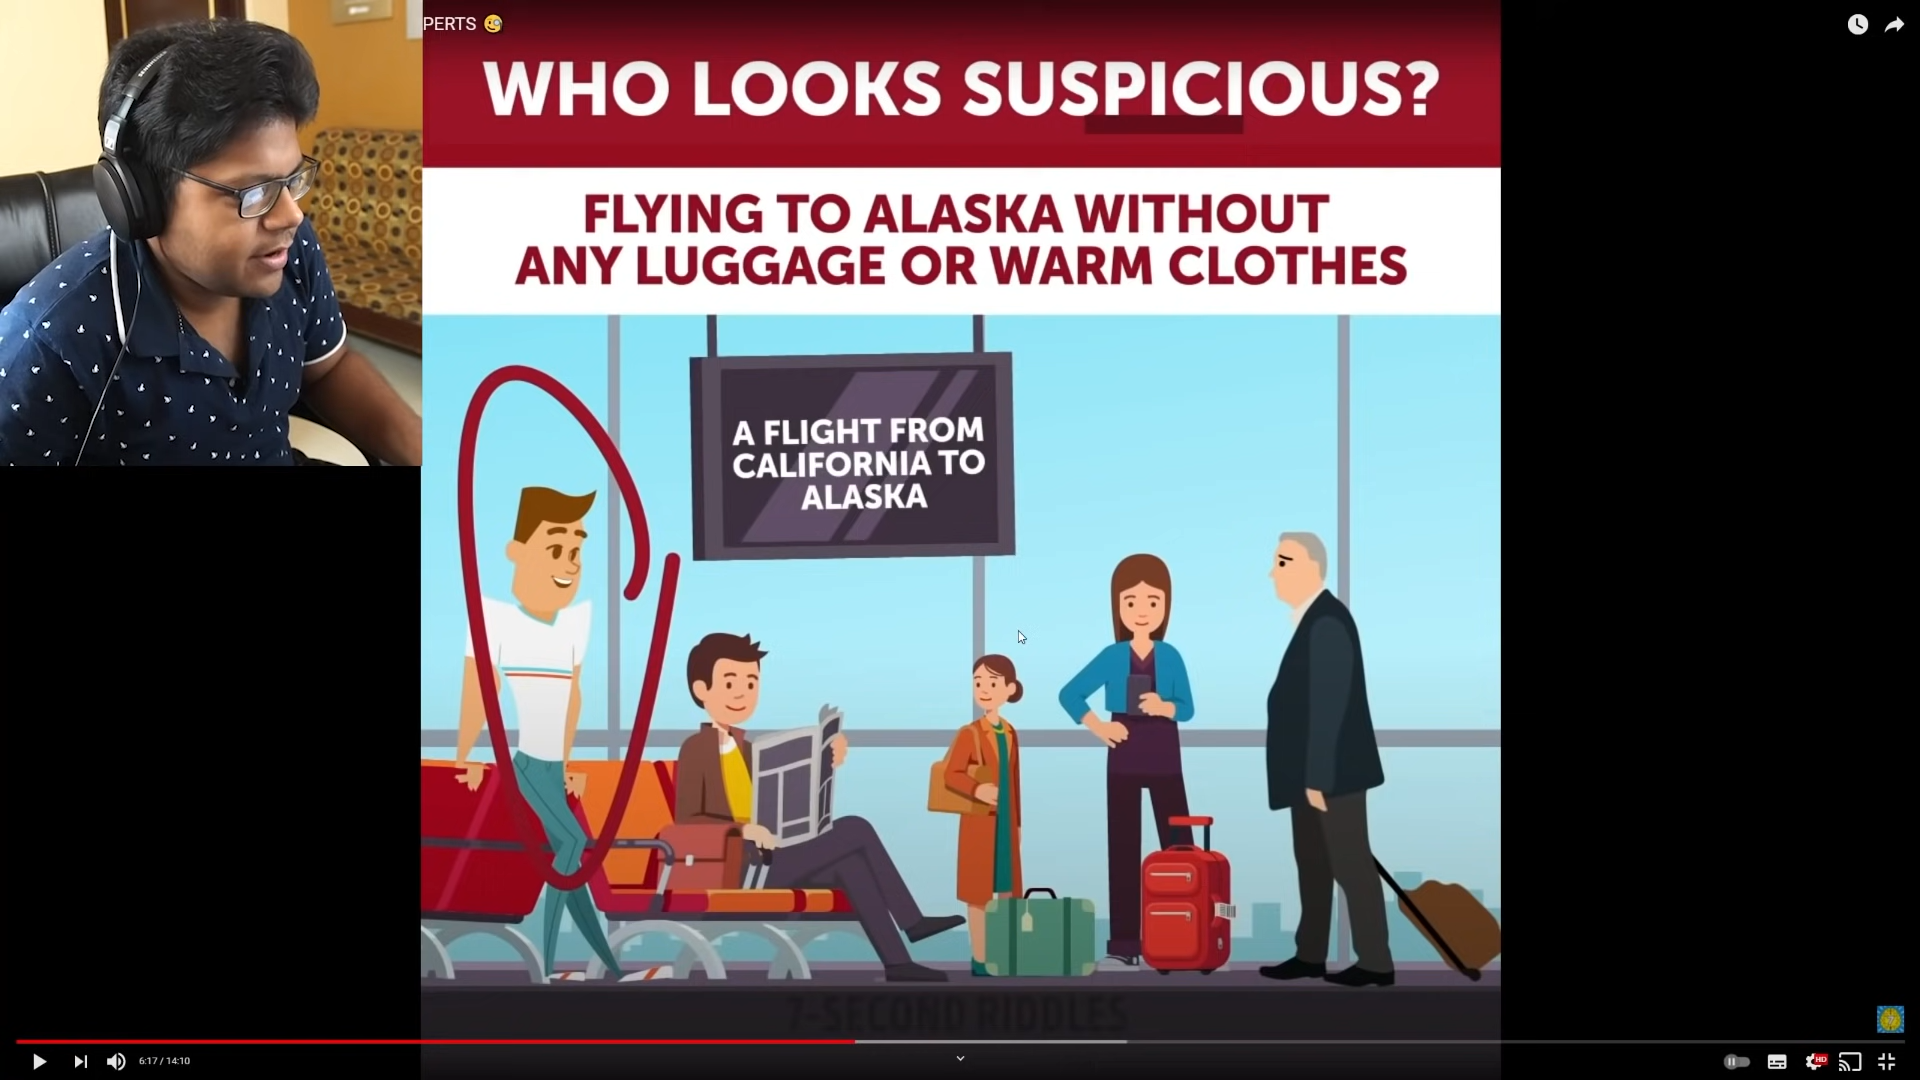 PERTS
WHO LOOKS SUSPICIOUS?
FLYING TO ALASKA WITHOUT
ANY LUGGAGE OR WARM CLOTHES
A FLIGHT FROM
CALIFORNIA TO
ALASKA
7-SECOND RIDDLES
6:17 / 14:10
HD